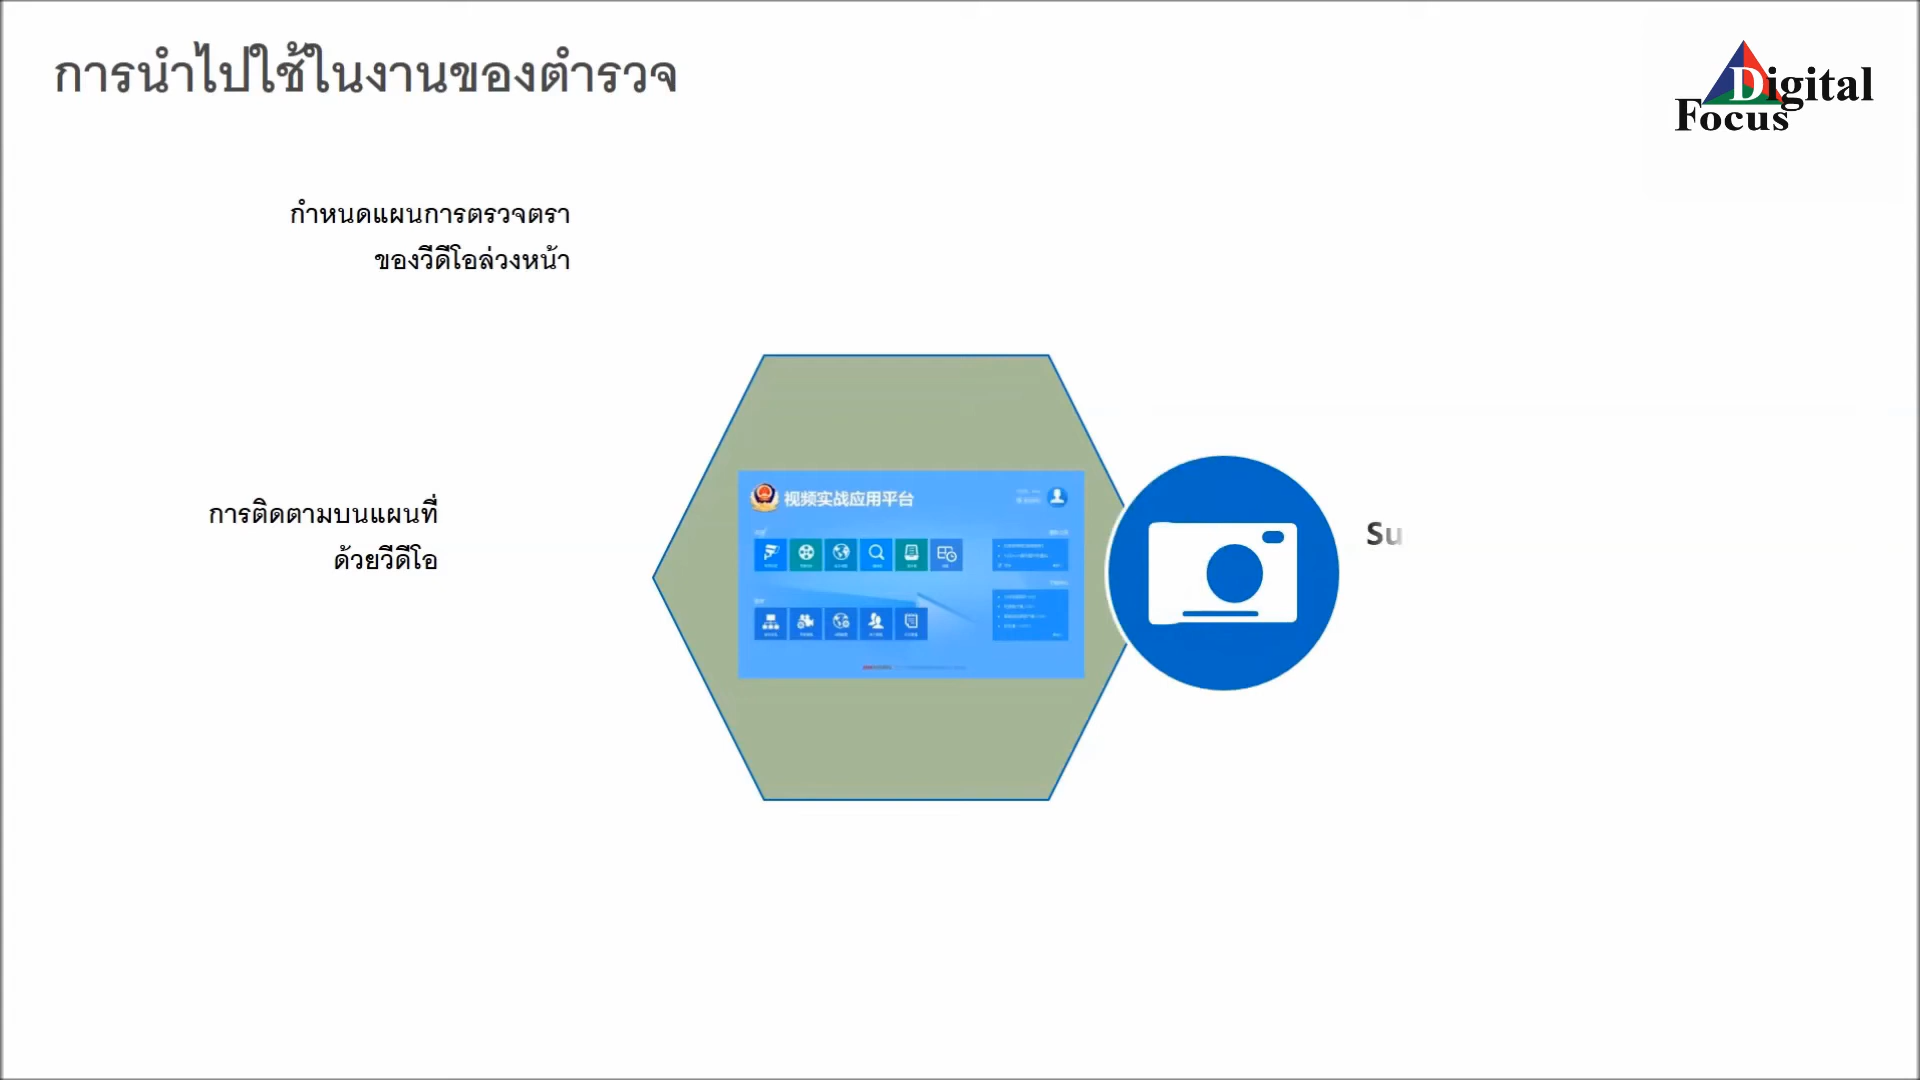 การนำไปใช้ในงานของตำรวจ
Digital
Focus
กำหนดแผนการตรวจตรา
ของวีดีโอล่วงหน้า
视频实战应用平台
การติดตามบนแผนที่
ด้วยวีดีโอ
Su